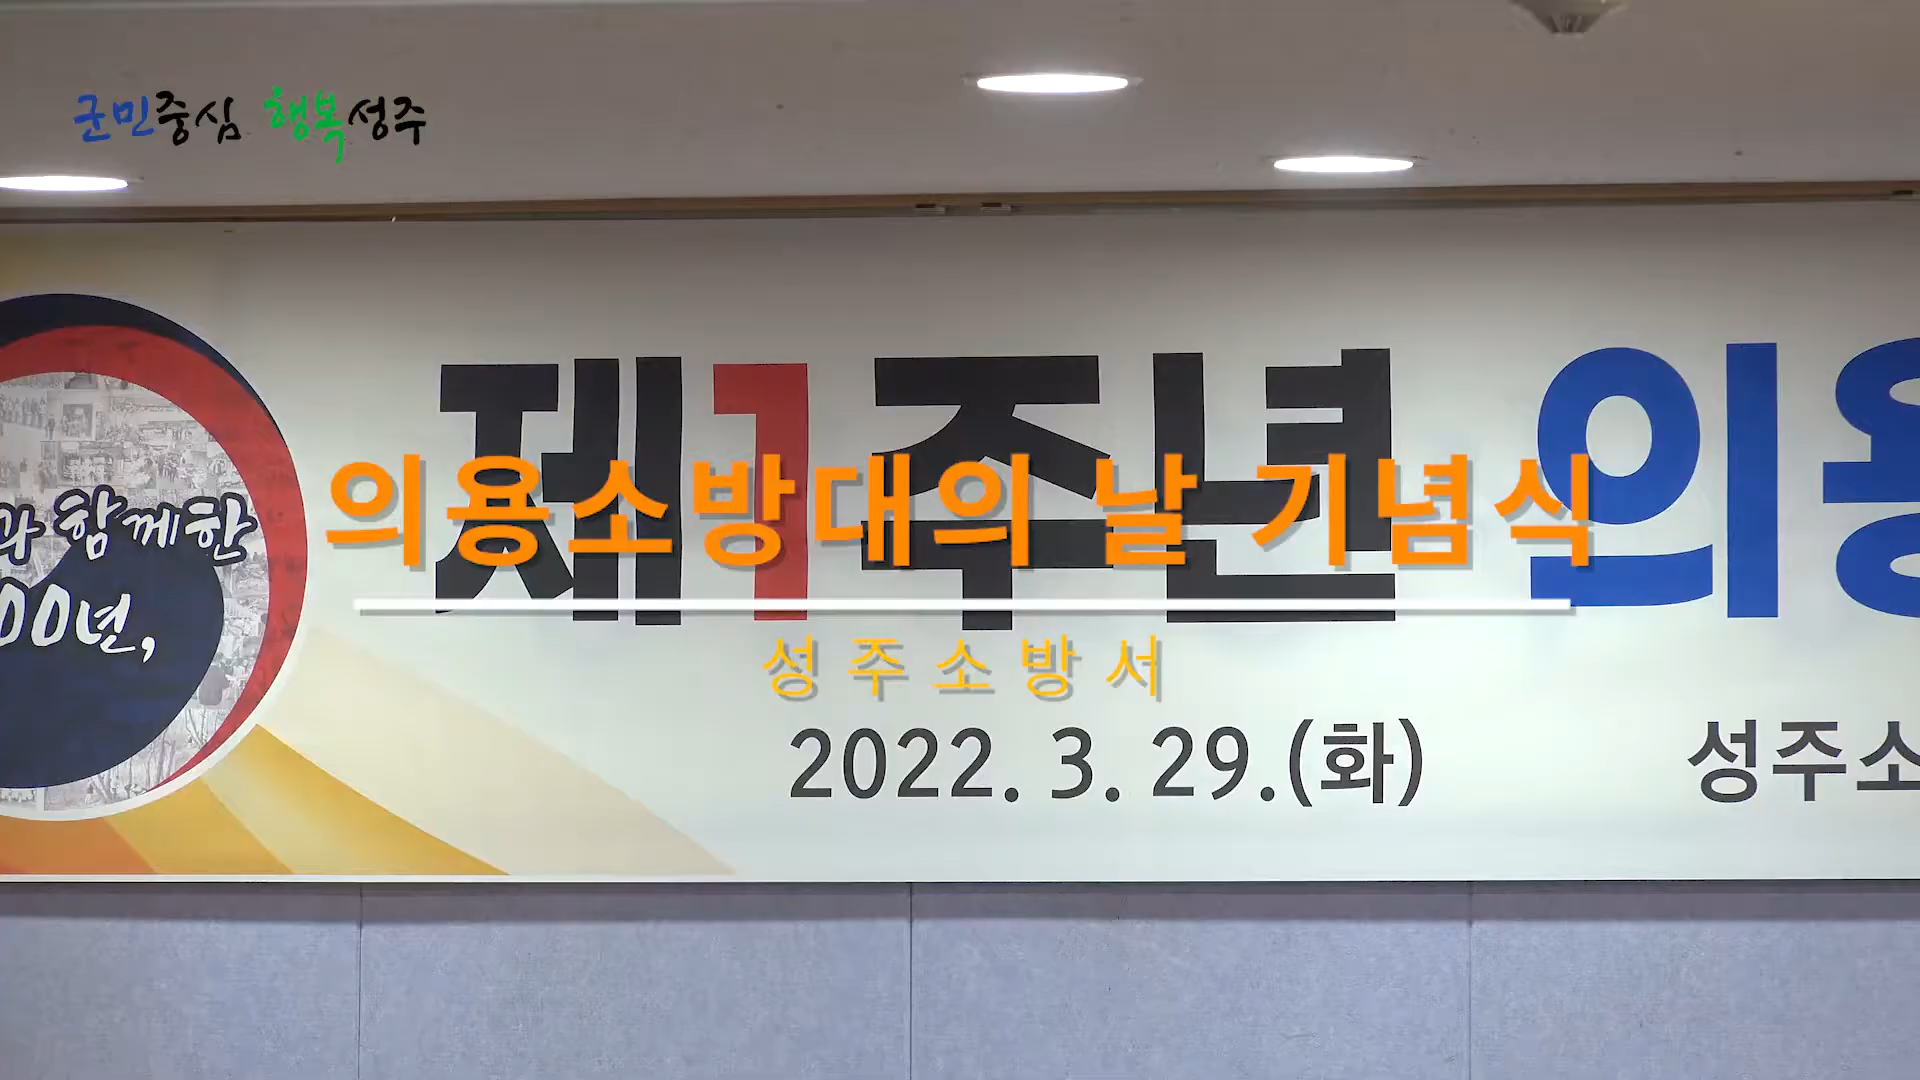 군민중심 행복성주
제1주년 의용
의용소방대의 날 기념식
함께한
00년,
성주소방서
2022. 3. 29.(화)
성주소